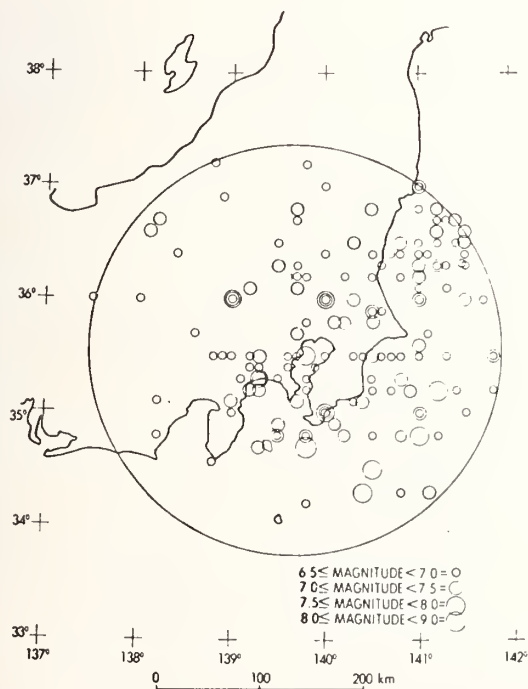 38°
37°
36°
35°
34°
6.5≤ MAGNITUDE < 7.0 =
7.0≤ MAGNITUDE < 7.5 =
7.5≤ MAGNITUDE < 8.0 =
8.0≤ MAGNITUDE < 9.0 =
33°
137° 138° 139° 140° 141° 142°
0 100 200 km